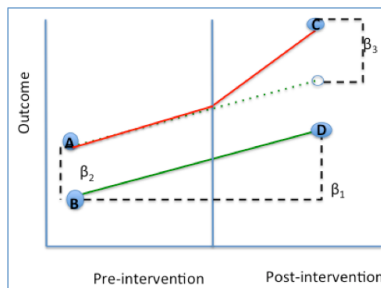 C
β3
A
D
β2
B
β1
Outcome
Pre-intervention
Post-intervention